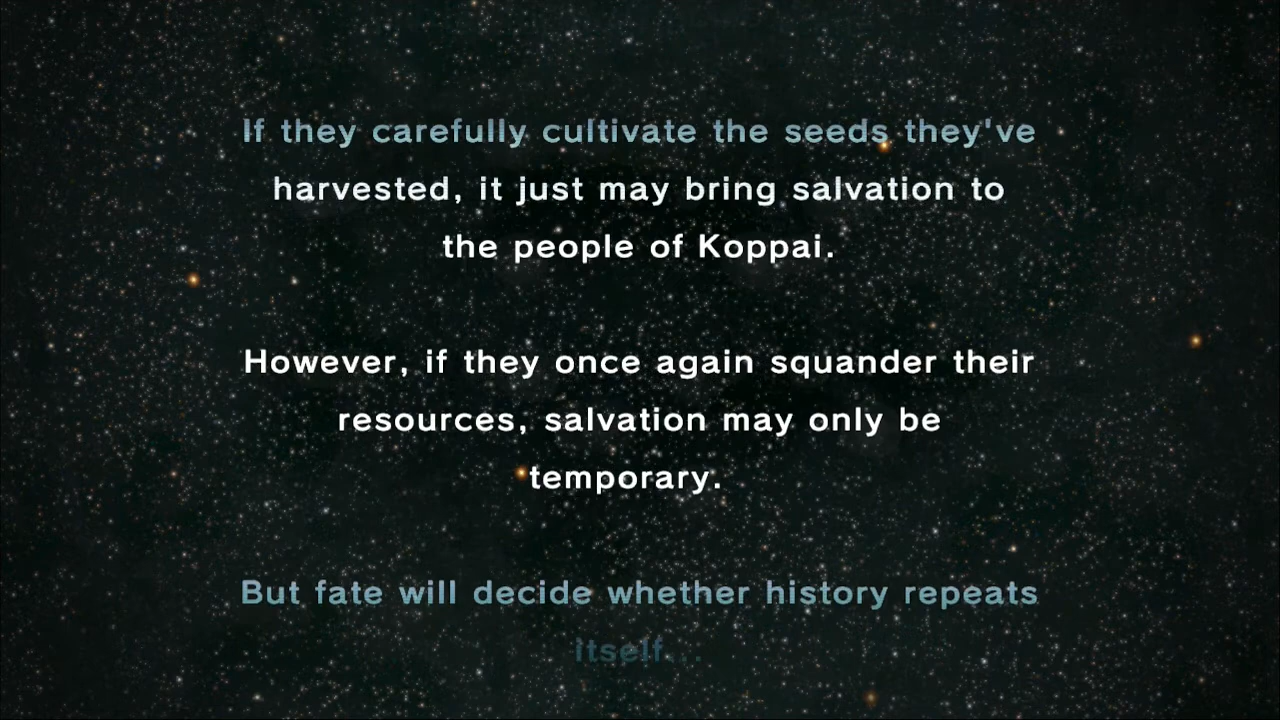 If they carefully cultivate the seeds they've
harvested, it just may bring salvation to
the people of Koppai.
However, if they once again squander their
resources, salvation may only be
temporary.
But fate will decide whether history repeats
itself...